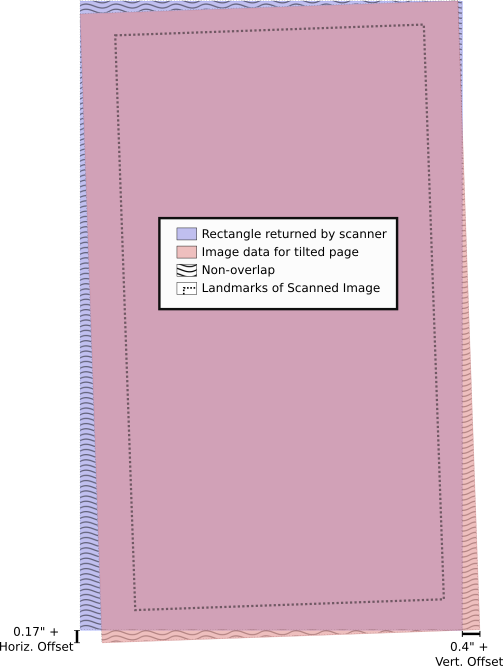 Rectangle returned by scanner
Image data for tilted page
Non-overlap
Landmarks of Scanned Image
0.17" +
Horiz. Offset
0.4" +
Vert. Offset